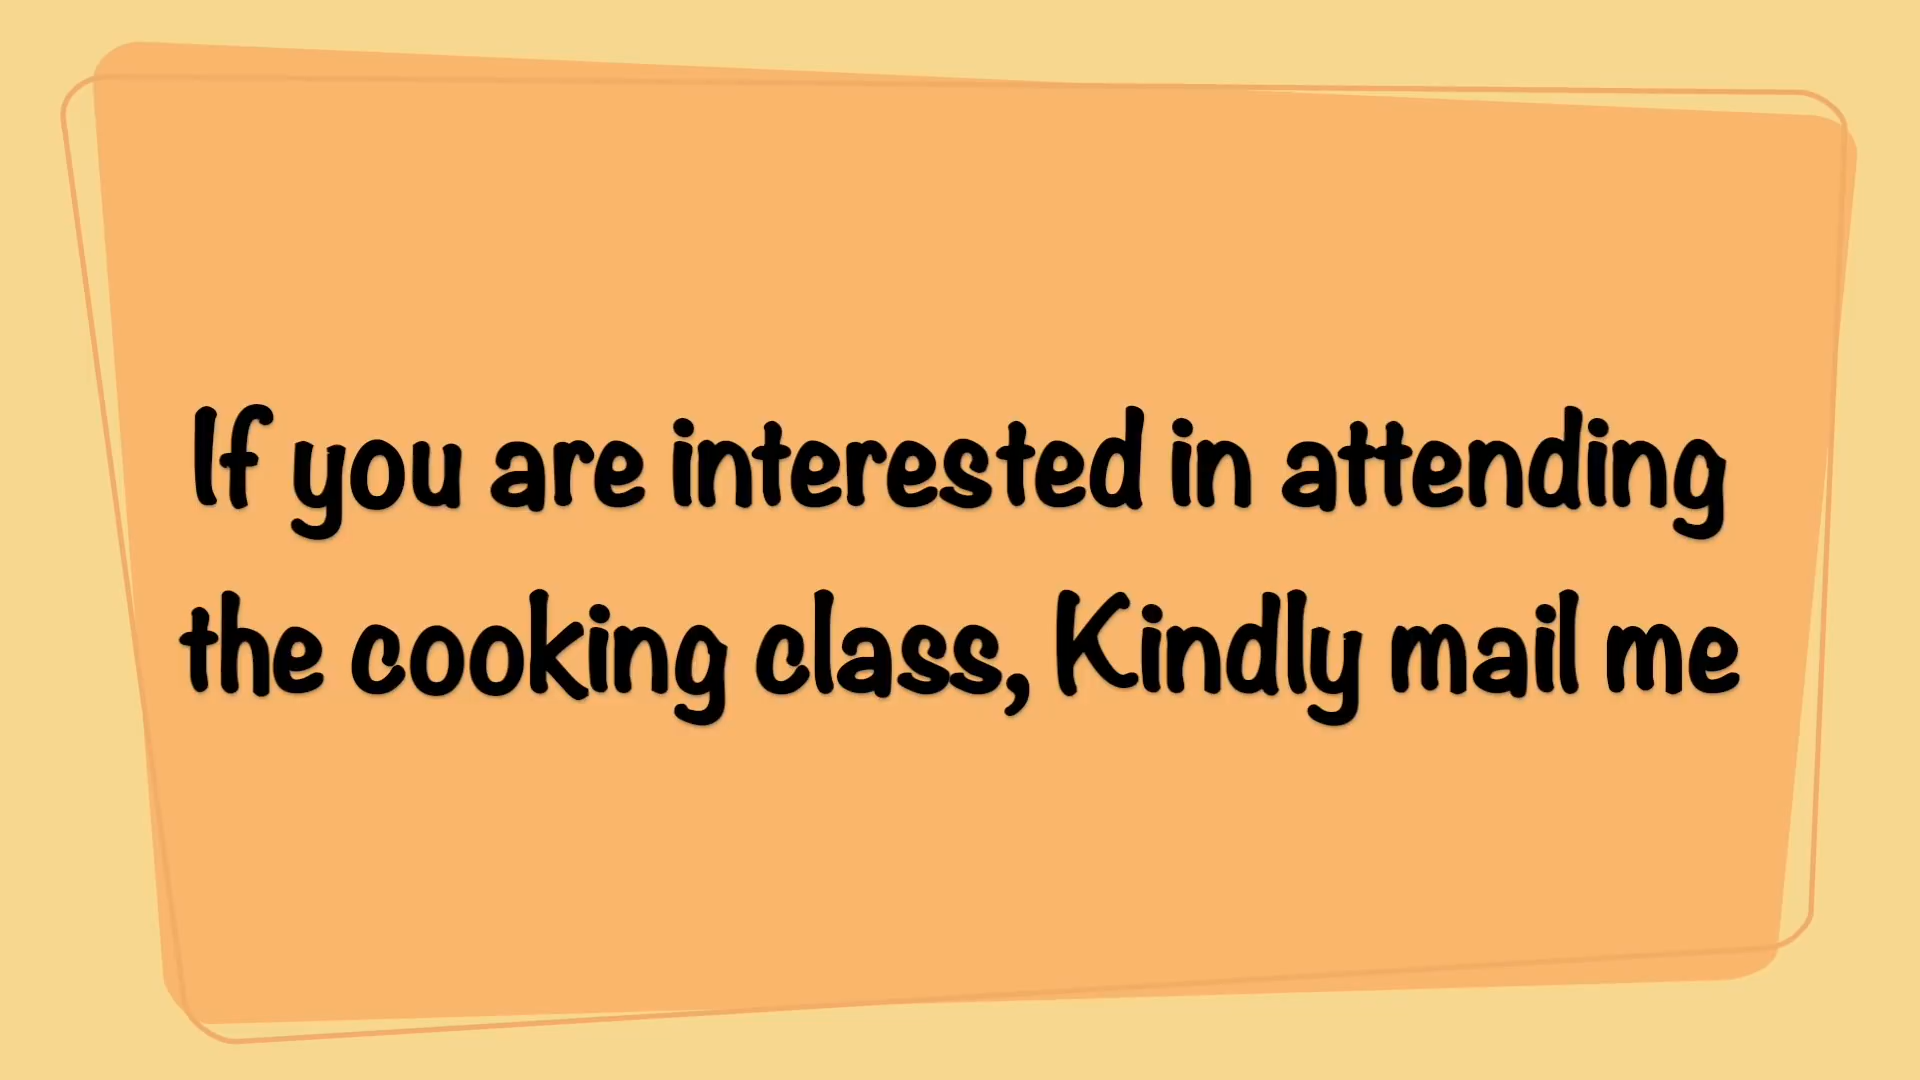 If you are interested in attending
the cooking class, Kindly mail me